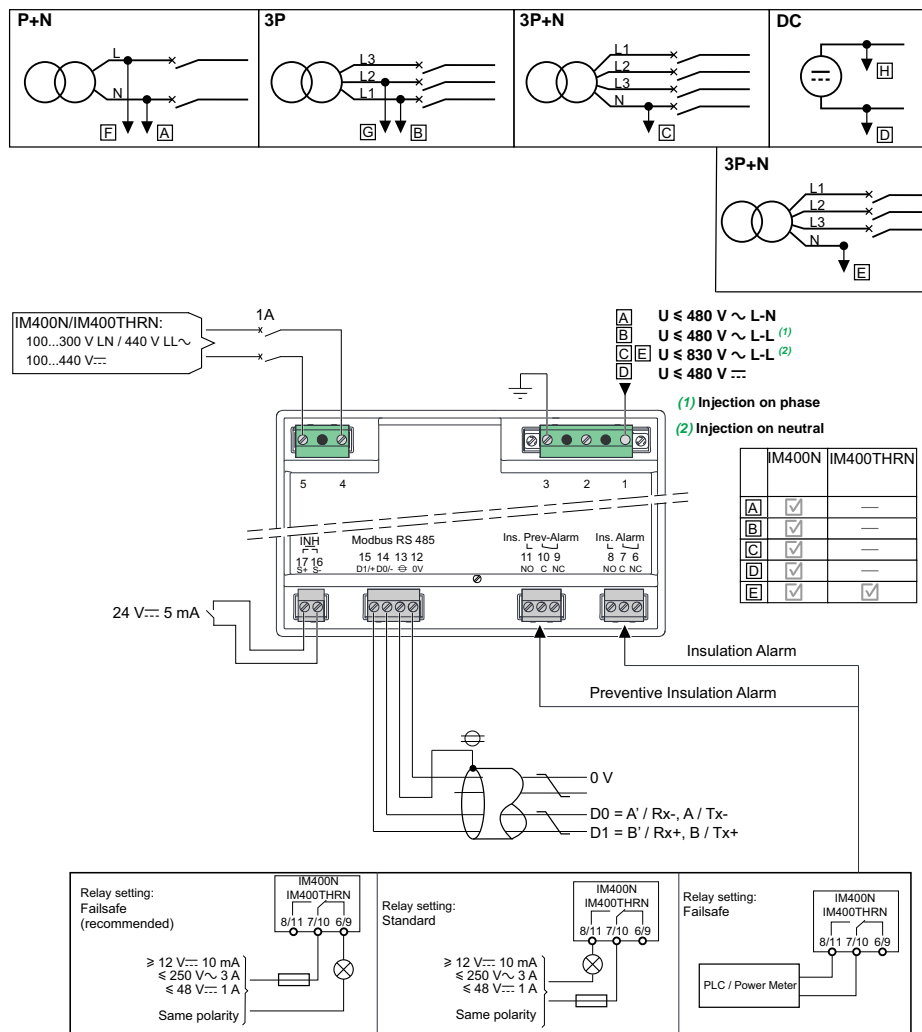 P+N
L
N
F
A
3P
L3
L2
L1
G
B
3P+N
L1
L2
L3
N
C
DC
H
D
3P+N
L1
L2
L3
N
E
IM400N/IM400THRN:
100...300 V LN / 440 V LL∼
100...440 V⎓
1A
A U ≤ 480 V ∼ L-N
B U ≤ 480 V ∼ L-L (1)
C E U ≤ 830 V ∼ L-L (2)
D U ≤ 480 V ⎓
(1) Injection on phase
(2) Injection on neutral
IM400N IM400THRN
A ☑ —
B ☑ —
C ☑ —
D ☑ —
E ☑ ☑
5 4
3 2 1
INH
17 16
S+ S-
Modbus RS 485
15 14 13 12
D1/+ D0/- 0V
Ins. Prev-Alarm
11 10 9
NO C NC
Ins. Alarm
8 7 6
NO C NC
24 V⎓ 5 mA
Insulation Alarm
Preventive Insulation Alarm
0 V
D0 = A' / Rx-, A / Tx-
D1 = B' / Rx+, B / Tx+
Relay setting:
Failsafe
(recommended)
IM400N
IM400THRN
8/11 7/10 6/9
≥ 12 V⎓ 10 mA
≤ 250 V∼ 3 A
≤ 48 V⎓ 1 A
Same polarity
Relay setting:
Standard
IM400N
IM400THRN
8/11 7/10 6/9
≥ 12 V⎓ 10 mA
≤ 250 V∼ 3 A
≤ 48 V⎓ 1 A
Same polarity
Relay setting:
Failsafe
IM400N
IM400THRN
8/11 7/10 6/9
PLC / Power Meter